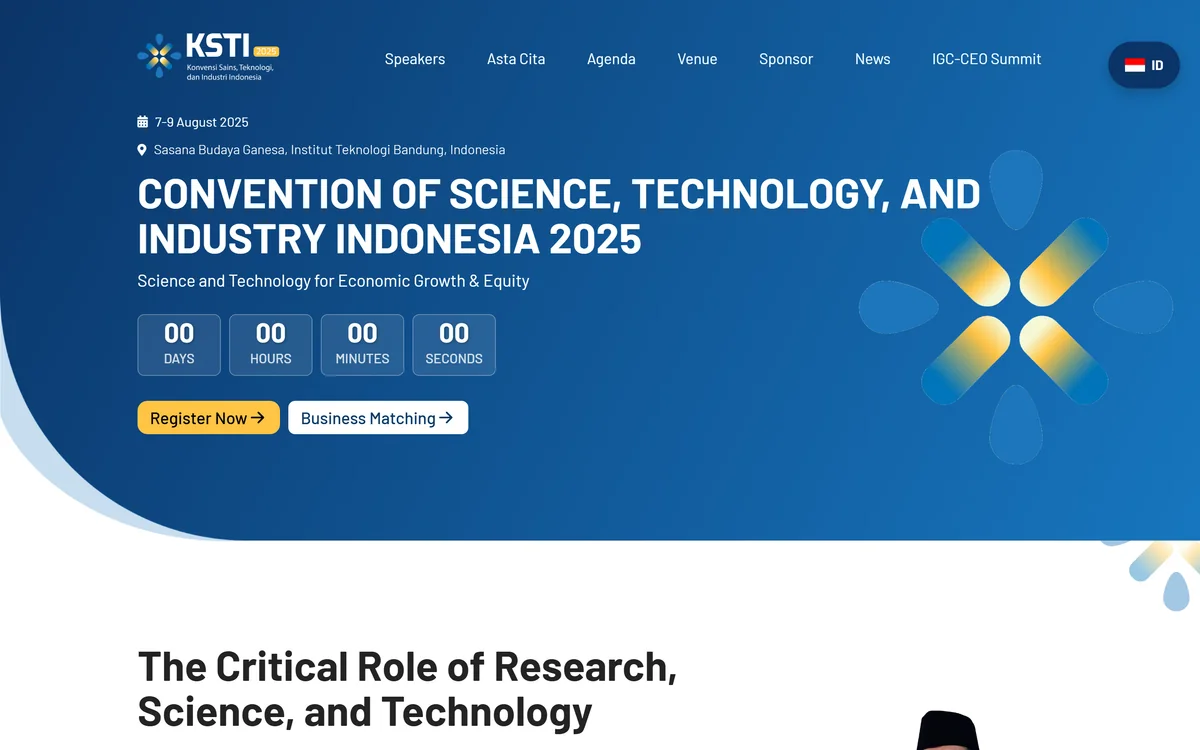 KSTI 2025
Konvensi Sains, Teknologi,
dan Industri Indonesia
Speakers
Asta Cita
Agenda
Venue
Sponsor
News
IGC-CEO Summit
ID
7-9 August 2025
Sasana Budaya Ganesa, Institut Teknologi Bandung, Indonesia
CONVENTION OF SCIENCE, TECHNOLOGY, AND
INDUSTRY INDONESIA 2025
Science and Technology for Economic Growth & Equity
00 00 00 00
DAYS HOURS MINUTES SECONDS
Register Now
Business Matching
The Critical Role of Research,
Science, and Technology